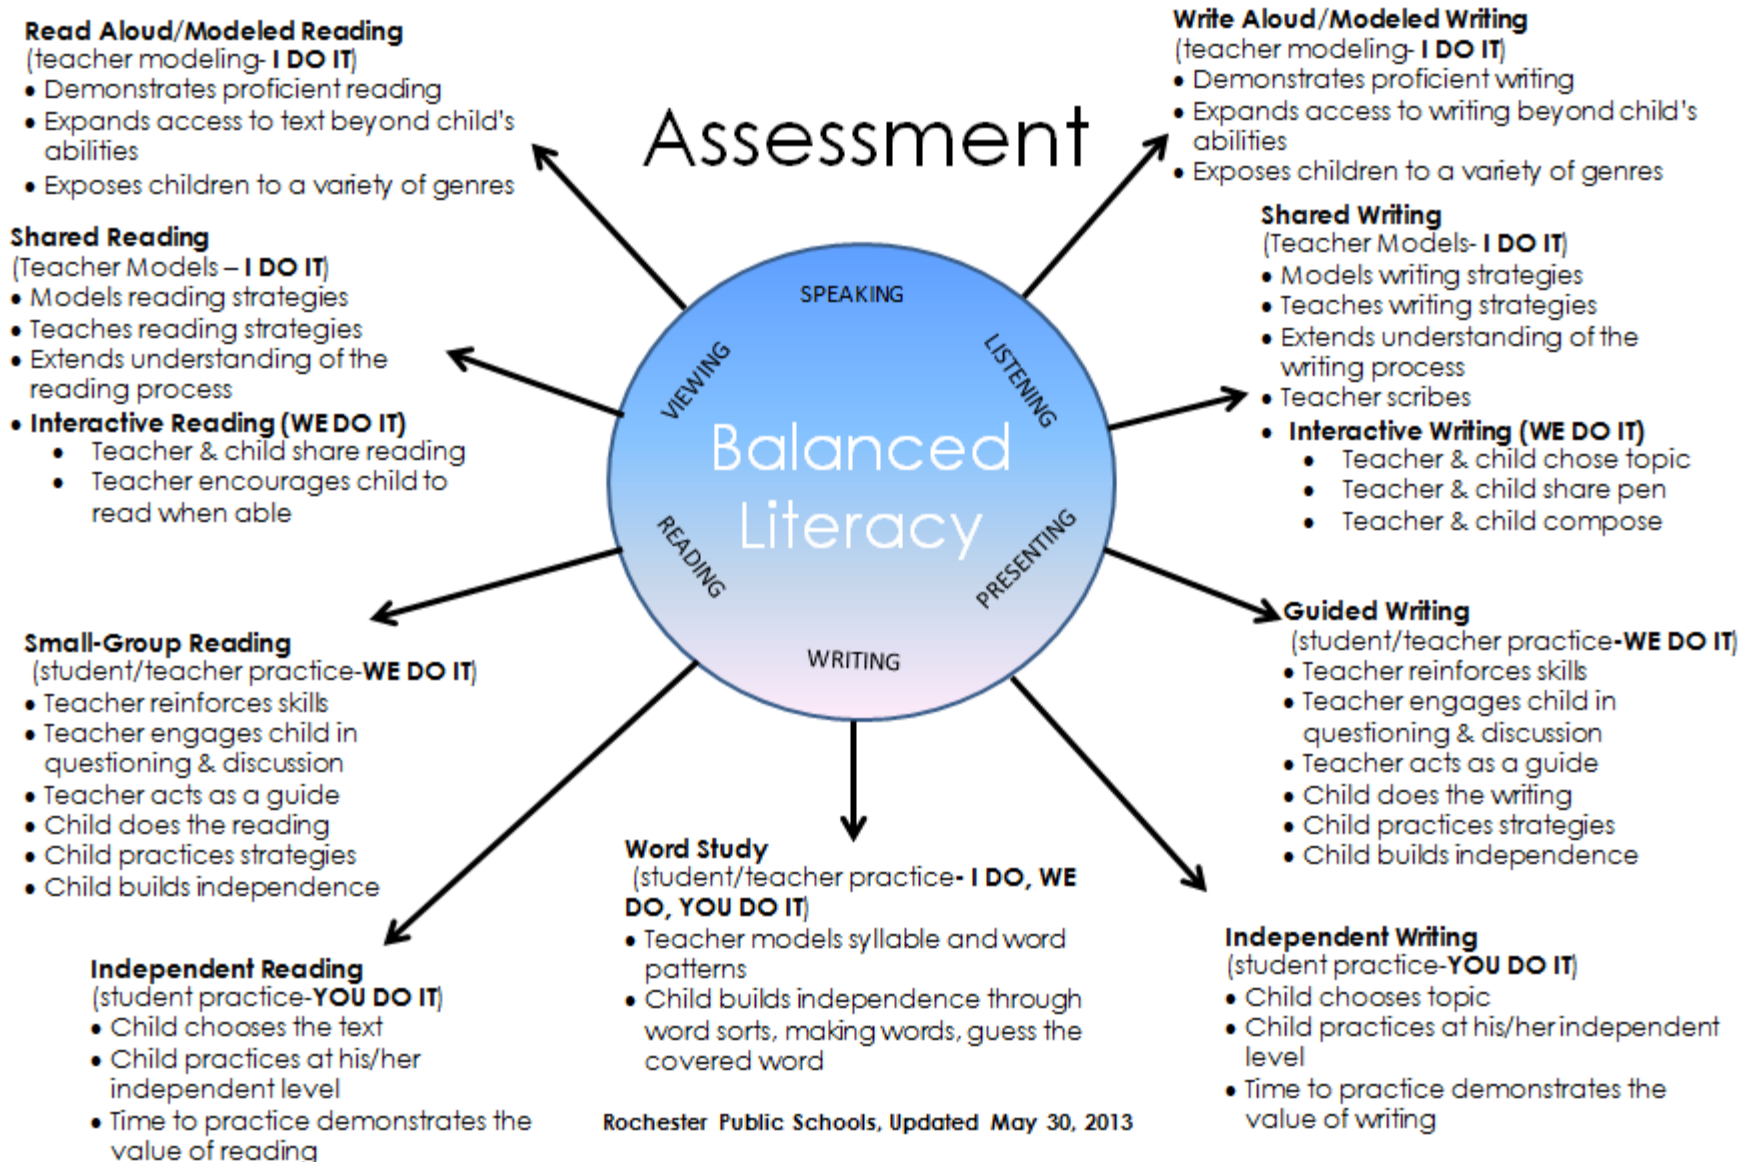 Read Aloud/Modeled Reading
(teacher modeling- I DO IT)
• Demonstrates proficient reading
• Expands access to text beyond child's
abilities
• Exposes children to a variety of genres
Shared Reading
(Teacher Models – I DO IT)
• Models reading strategies
• Teaches reading strategies
• Extends understanding of the
reading process
• Interactive Reading (WE DO IT)
• Teacher & child share reading
• Teacher encourages child to
read when able
Small-Group Reading
(student/teacher practice-WE DO IT)
• Teacher reinforces skills
• Teacher engages child in
questioning & discussion
• Teacher acts as a guide
• Child does the reading
• Child practices strategies
• Child builds independence
Independent Reading
(student practice-YOU DO IT)
• Child chooses the text
• Child practices at his/her
independent level
• Time to practice demonstrates the
value of reading
Assessment
SPEAKING
VIEWING
LISTENING
Balanced
Literacy
READING
PRESENTING
WRITING
Word Study
(student/teacher practice- I DO, WE
DO, YOU DO IT)
• Teacher models syllable and word
patterns
• Child builds independence through
word sorts, making words, guess the
covered word
Rochester Public Schools, Updated May 30, 2013
Write Aloud/Modeled Writing
(teacher modeling- I DO IT)
• Demonstrates proficient writing
• Expands access to writing beyond child's
abilities
• Exposes children to a variety of genres
Shared Writing
(Teacher Models- I DO IT)
• Models writing strategies
• Teaches writing strategies
• Extends understanding of the
writing process
• Teacher scribes
• Interactive Writing (WE DO IT)
• Teacher & child chose topic
• Teacher & child share pen
• Teacher & child compose
Guided Writing
(student/teacher practice-WE DO IT)
• Teacher reinforces skills
• Teacher engages child in
questioning & discussion
• Teacher acts as a guide
• Child does the writing
• Child practices strategies
• Child builds independence
Independent Writing
(student practice-YOU DO IT)
• Child chooses topic
• Child practices at his/her independent
level
• Time to practice demonstrates the
value of writing